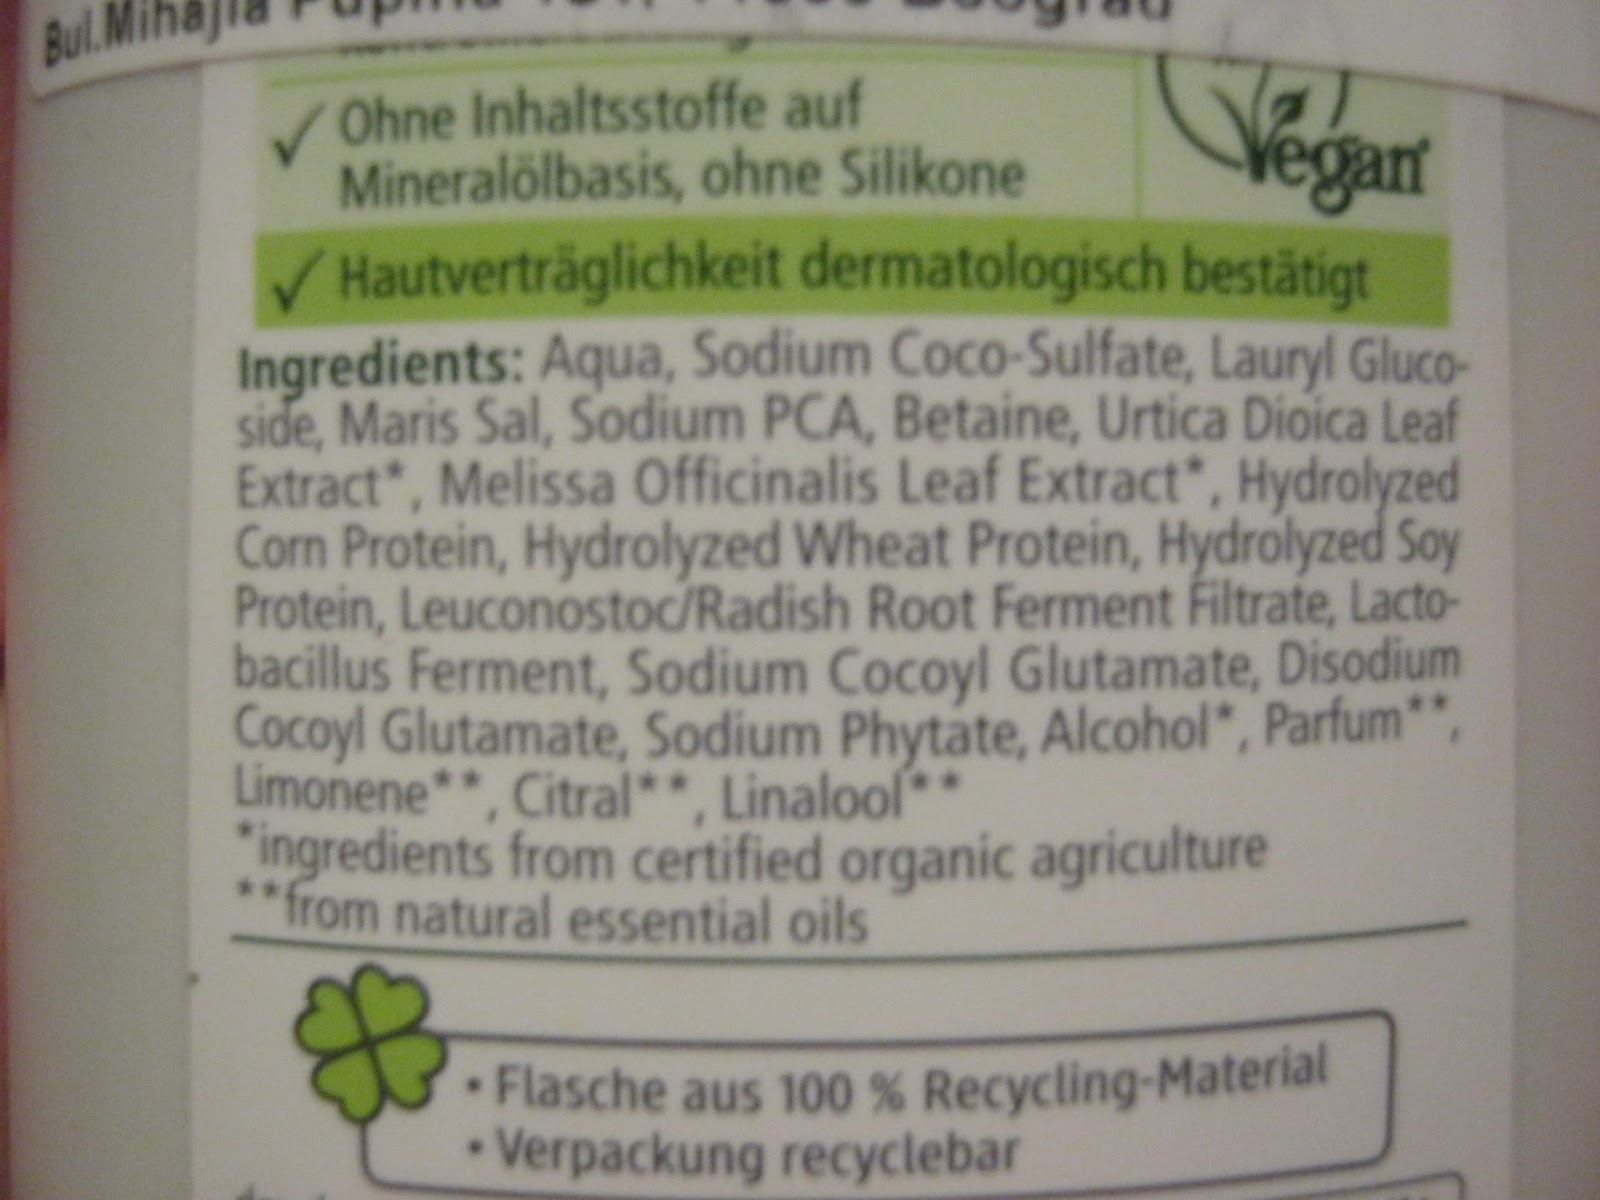 Bul.Mihajla Pupina
Ohne Inhaltsstoffe auf
Mineralölbasis, ohne Silikone
Vegan
Hautverträglichkeit dermatologisch bestätigt
Ingredients: Aqua, Sodium Coco-Sulfate, Lauryl Gluco-
side, Maris Sal, Sodium PCA, Betaine, Urtica Dioica Leaf
Extract*, Melissa Officinalis Leaf Extract*, Hydrolyzed
Corn Protein, Hydrolyzed Wheat Protein, Hydrolyzed Soy
Protein, Leuconostoc/Radish Root Ferment Filtrate, Lacto-
bacillus Ferment, Sodium Cocoyl Glutamate, Disodium
Cocoyl Glutamate, Sodium Phytate, Alcohol*, Parfum**,
Limonene**, Citral**, Linalool**
*ingredients from certified organic agriculture
**from natural essential oils
• Flasche aus 100 % Recycling-Material
• Verpackung recyclebar